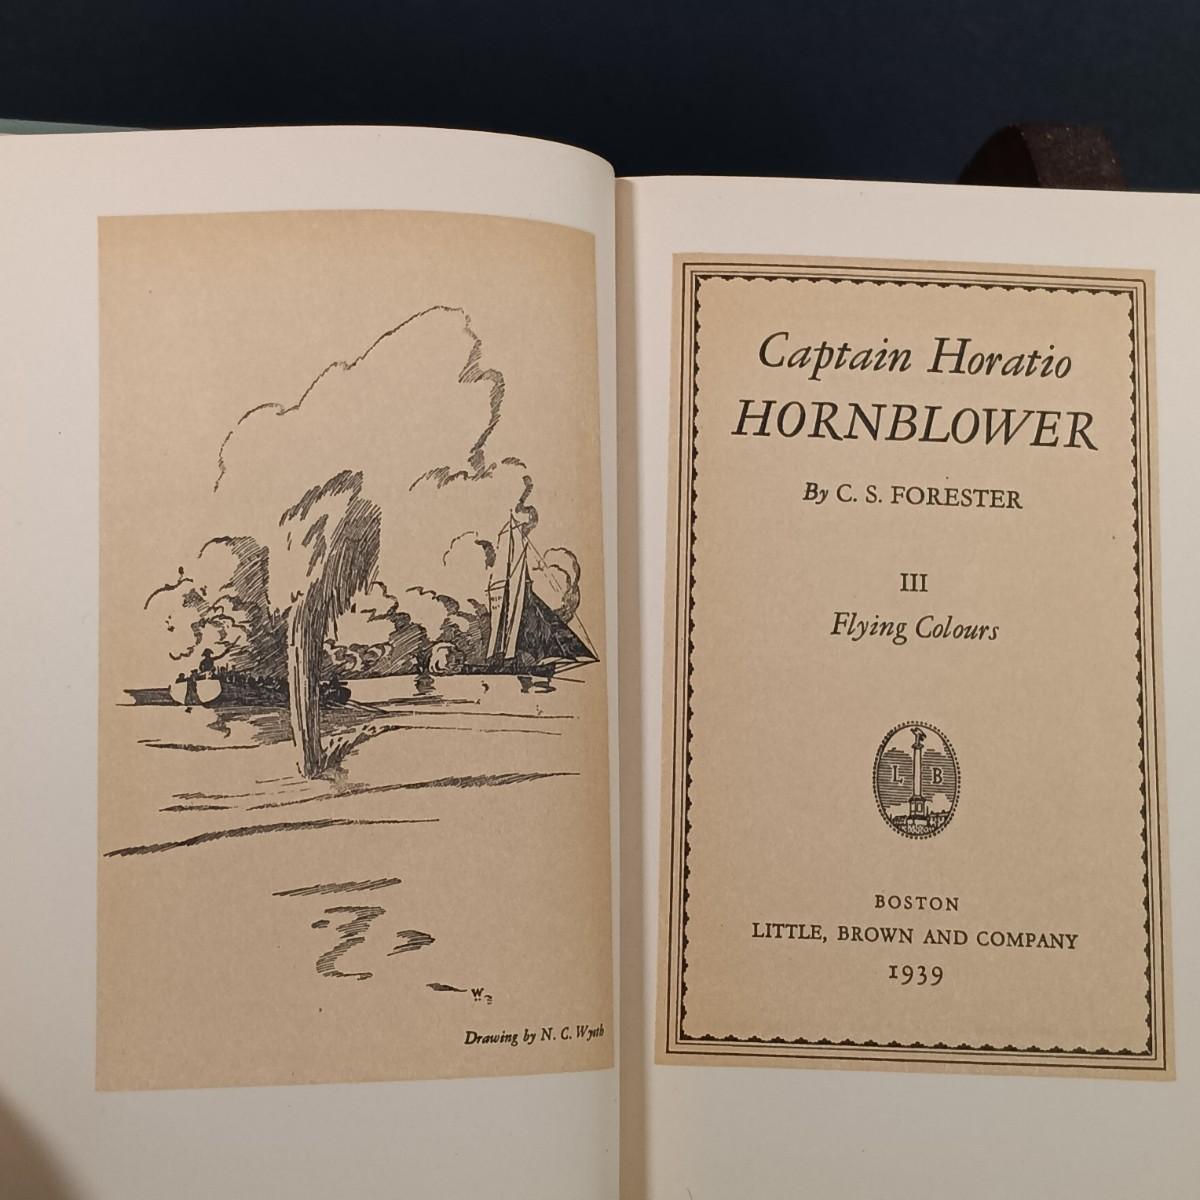 W
Drawing by N. C. Wyeth
Captain Horatio
HORNBLOWER
By C. S. FORESTER
III
Flying Colours
L B
BOSTON
LITTLE, BROWN AND COMPANY
1939